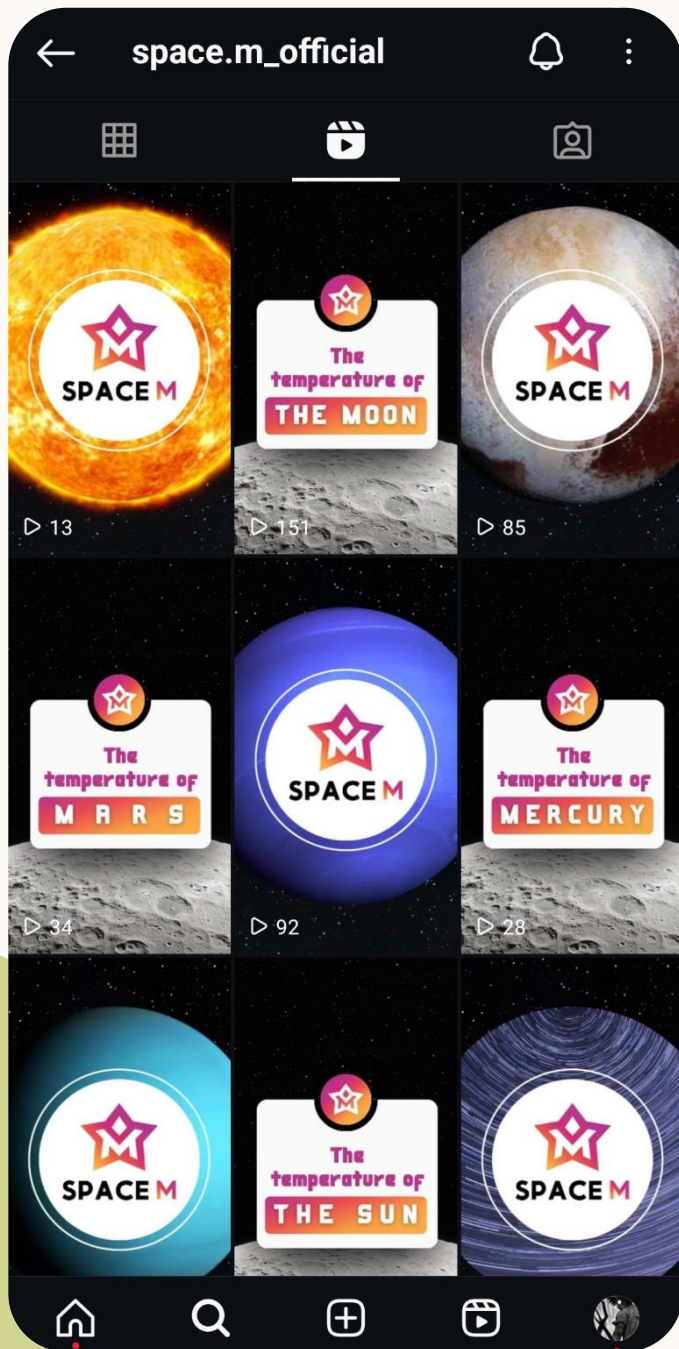 space.m_official
SPACE M
13
The
temperature of
THE MOON
151
SPACE M
85
The
temperature of
MARS
34
SPACE M
92
The
temperature of
MERCURY
28
SPACE M
The
temperature of
THE SUN
SPACE M